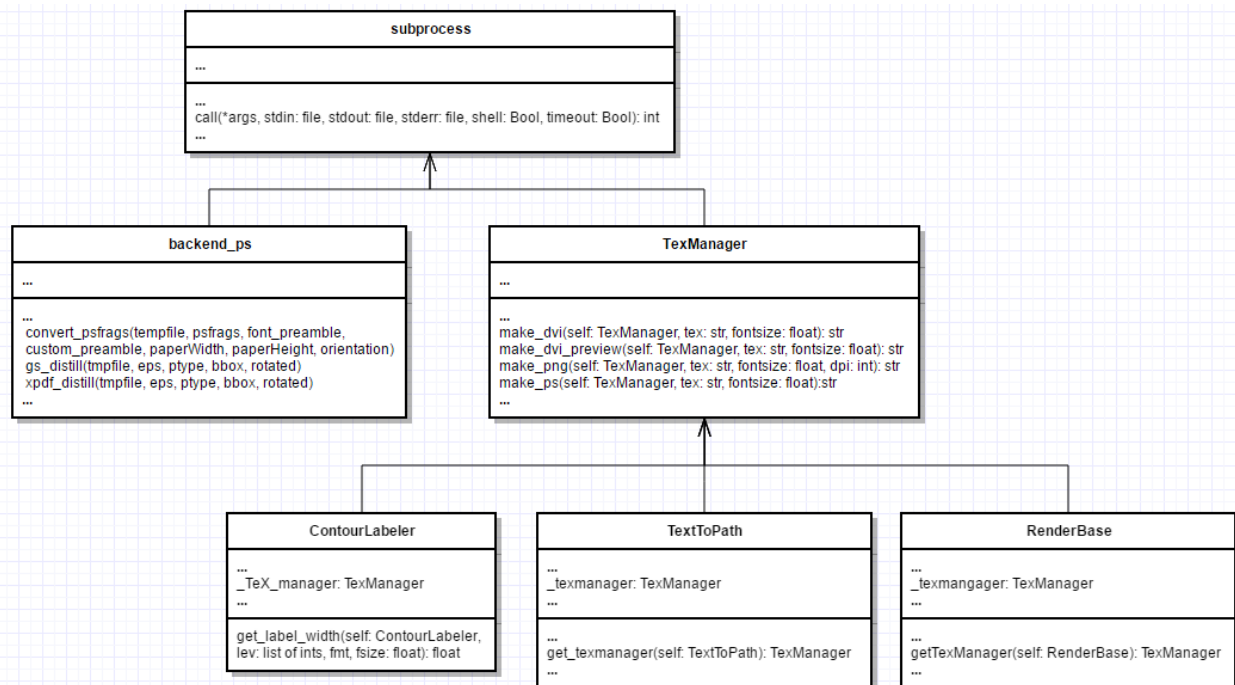 subprocess
...
...
call(*args, stdin: file, stdout: file, stderr: file, shell: Bool, timeout: Bool): int
...
backend_ps
...
...
convert_psfrags(tempfile, psfrags, font_preamble,
custom_preamble, paperWidth, paperHeight, orientation)
gs_distill(tmpfile, eps, ptype, bbox, rotated)
xpdf_distill(tmpfile, eps, ptype, bbox, rotated)
...
TexManager
...
...
make_dvi(self: TexManager, tex: str, fontsize: float): str
make_dvi_preview(self: TexManager, tex: str, fontsize: float): str
make_png(self: TexManager, tex: str, fontsize: float, dpi: int): str
make_ps(self: TexManager, tex: str, fontsize: float):str
...
ContourLabeler
...
_TeX_manager: TexManager
...
get_label_width(self: ContourLabeler,
lev: list of ints, fmt, fsize: float): float
TextToPath
...
_texmanager: TexManager
...
...
get_texmanager(self: TextToPath): TexManager
...
RenderBase
...
_texmangager: TexManager
...
...
getTexManager(self: RenderBase): TexManager
...